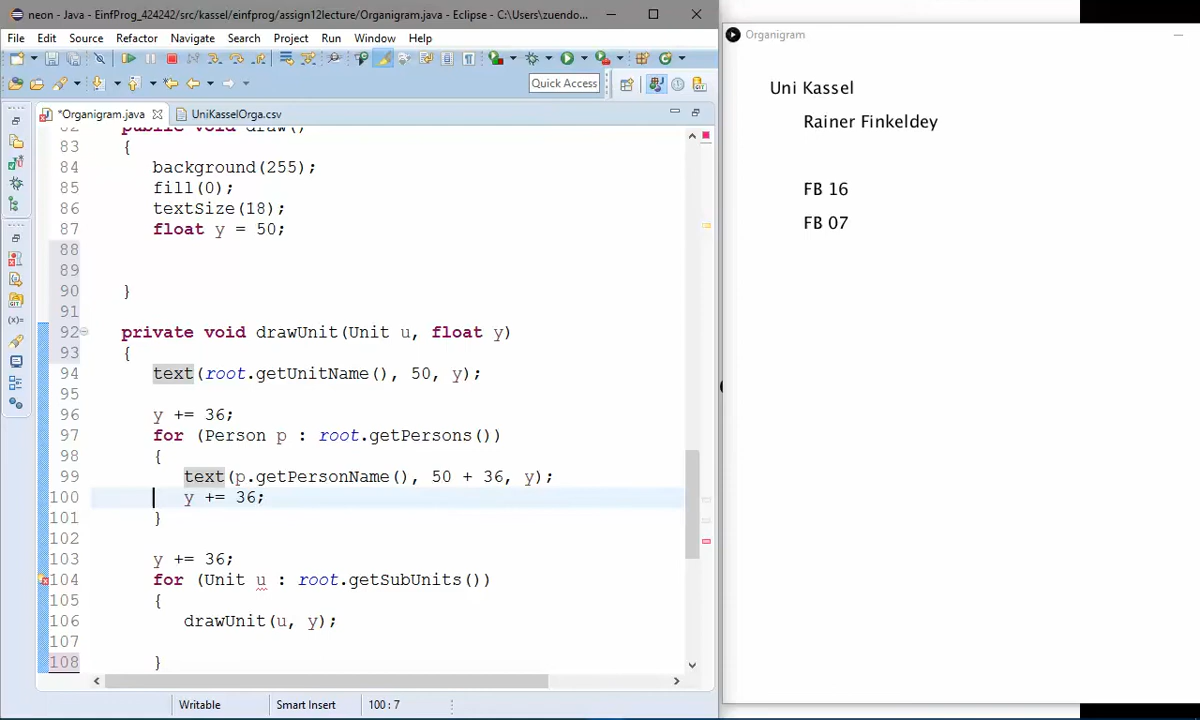 neon - Java - EinfProg_424242/src/kassel/einfprog/assign12lecture/Organigram.java - Eclipse - C:\Users\zuendo...
File Edit Source Refactor Navigate Search Project Run Window Help
Quick Access
*Organigram.java UniKasselOrga.csv
82 public void draw()
83 {
84 background(255);
85 fill(0);
86 textSize(18);
87 float y = 50;
88
89
90 }
91
92 private void drawUnit(Unit u, float y)
93 {
94 text(root.getUnitName(), 50, y);
95
96 y += 36;
97 for (Person p : root.getPersons())
98 {
99 text(p.getPersonName(), 50 + 36, y);
100 y += 36;
101 }
102
103 y += 36;
104 for (Unit u : root.getSubUnits())
105 {
106 drawUnit(u, y);
107
108 }
Writable Smart Insert 100 : 7
Organigram
Uni Kassel
Rainer Finkeldey
FB 16
FB 07